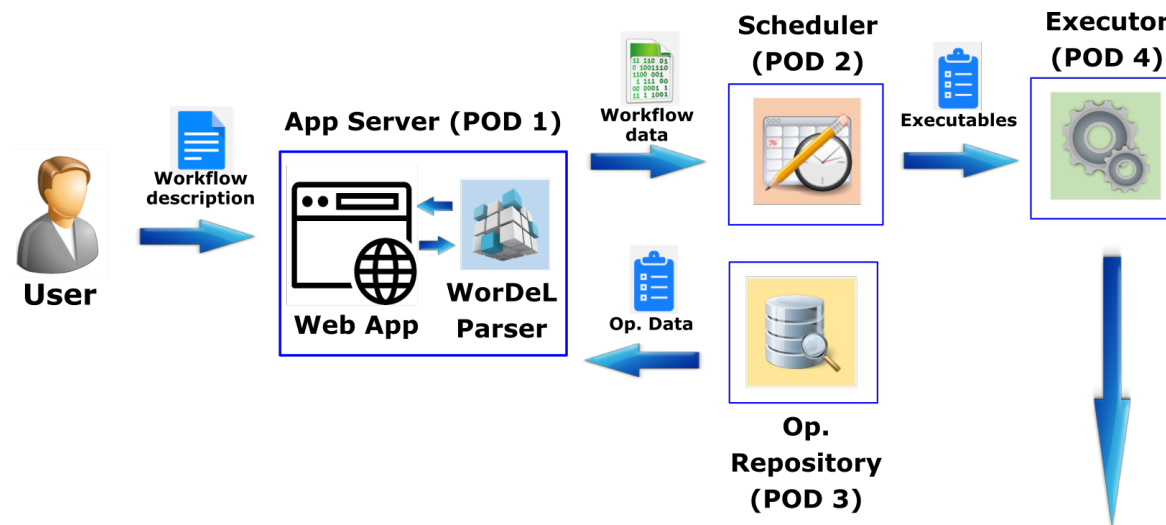 Scheduler
(POD 2)
Executor
(POD 4)
App Server (POD 1)
Workflow
data
Executables
Workflow
description
User
Web App
WorDeL
Parser
Op. Data
Op.
Repository
(POD 3)